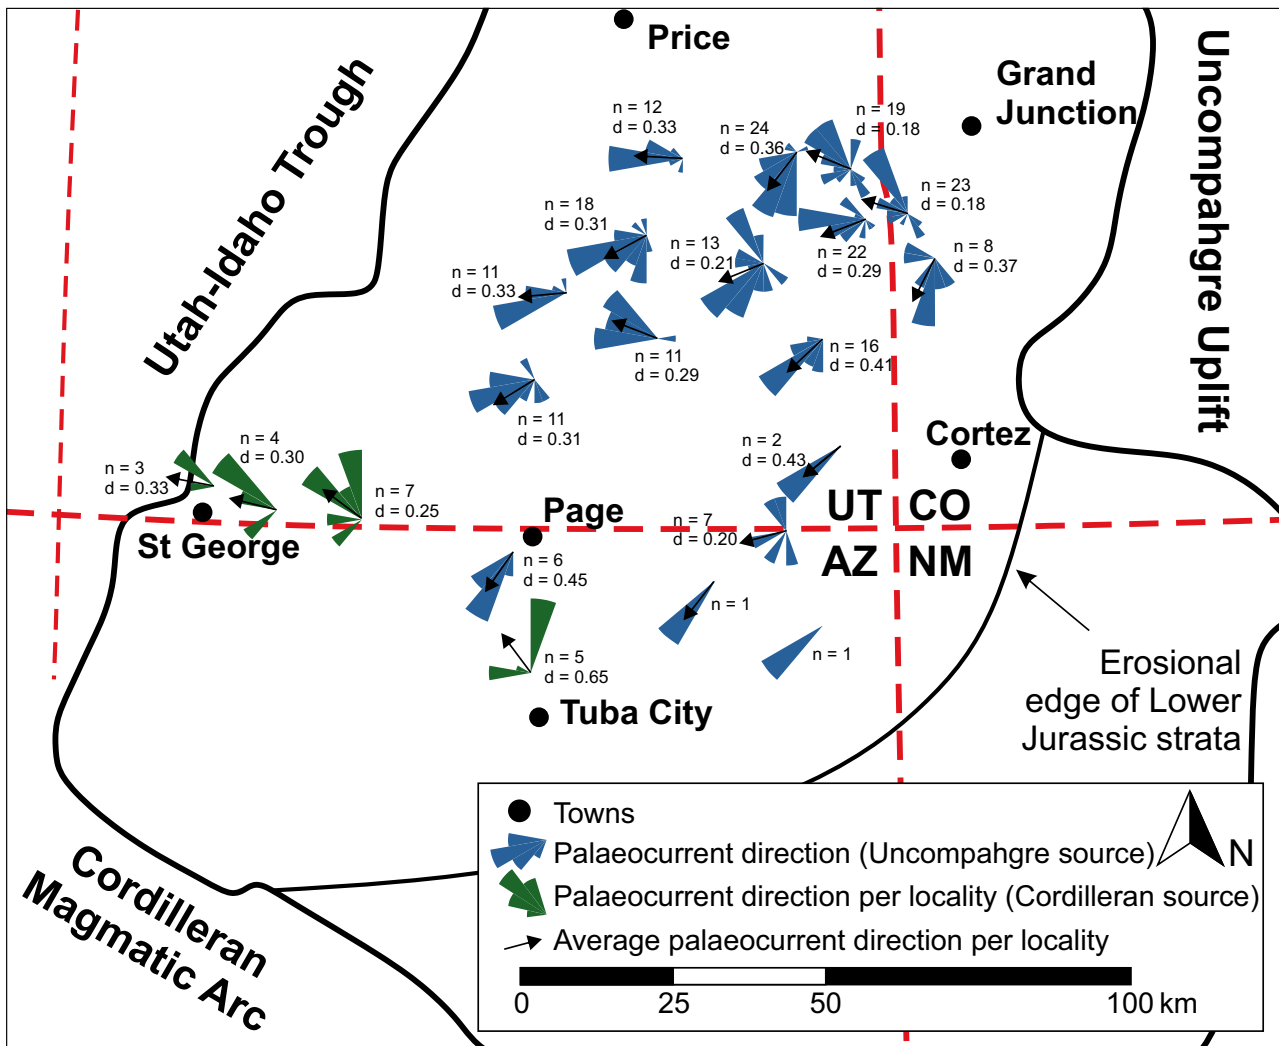 Price
Grand
Junction
Uncompahgre Uplift
Utah-Idaho Trough
n = 12
d = 0.33
n = 24
d = 0.36
n = 19
d = 0.18
n = 23
d = 0.18
n = 18
d = 0.31
n = 13
d = 0.21
n = 22
d = 0.29
n = 8
d = 0.37
n = 11
d = 0.33
n = 11
d = 0.29
n = 16
d = 0.41
n = 11
d = 0.31
n = 3
d = 0.33
n = 4
d = 0.30
n = 7
d = 0.25
n = 2
d = 0.43
Cortez
St George
Page
n = 7
d = 0.20
UT CO
AZ NM
n = 6
d = 0.45
n = 1
n = 5
d = 0.65
n = 1
Tuba City
Erosional
edge of Lower
Jurassic strata
Cordilleran
Magmatic Arc
Towns
Palaeocurrent direction (Uncompahgre source)
N
Palaeocurrent direction per locality (Cordilleran source)
Average palaeocurrent direction per locality
0 25 50 100 km